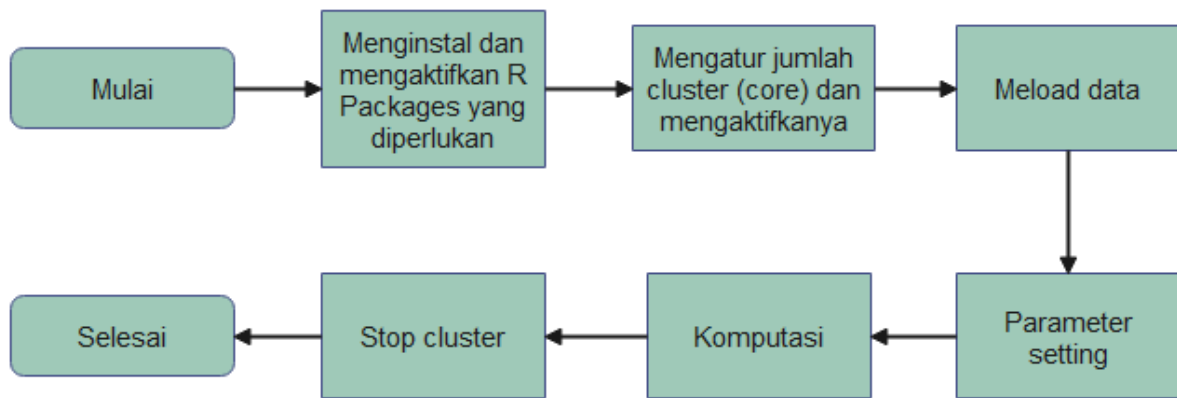 Mulai
Menginstal dan
mengaktifkan R
Packages yang
diperlukan
Mengatur jumlah
cluster (core) dan
mengaktifkanya
Meload data
Parameter
setting
Komputasi
Stop cluster
Selesai